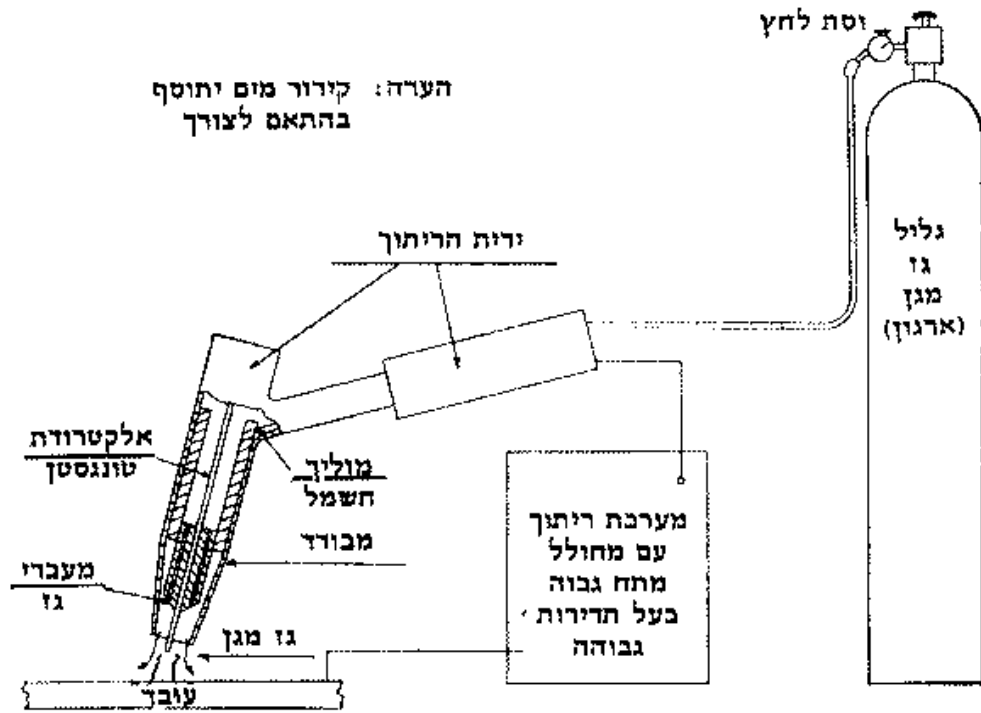 וסת לחץ
הערה: קירור מים יתוסף
בהתאם לצורך
ידית הריתוך
גליל
גז
מגן
(ארגון)
אלקטרודת
טונגסטן
מוליך
חשמל
מבודד
מעברי
גז
גז מגן
עובד
מערכת ריתוך
עם מחולל
מתח גבוה
בעל תדירות
גבוהה